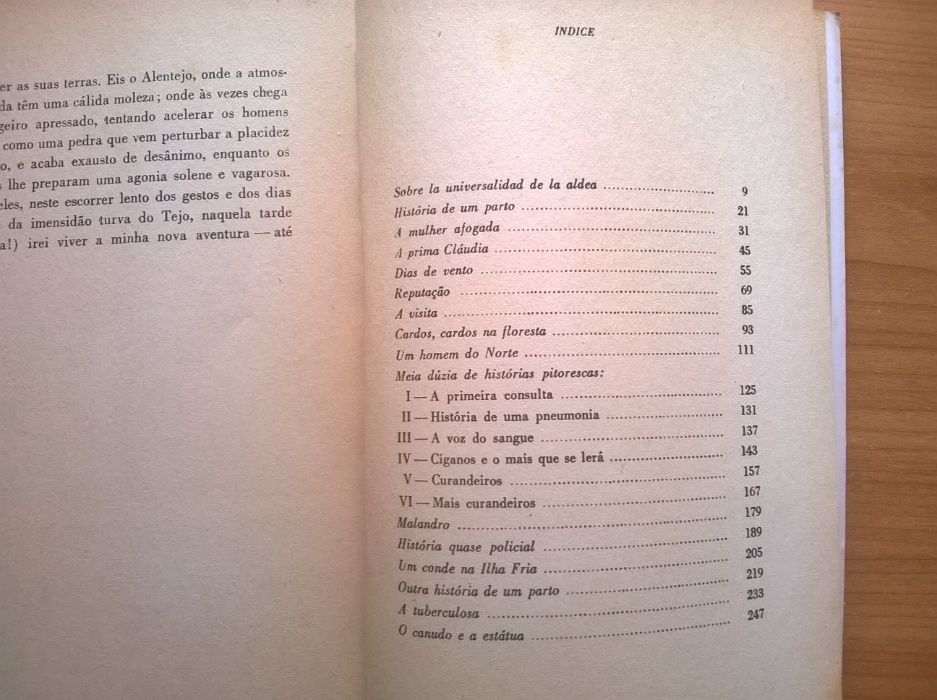 er as suas terras. Eis o Alentejo, onde a atmos-
da têm uma cálida moleza; onde às vezes chega
geiro apressado, tentando acelerar os homens
como uma pedra que vem perturbar a placidez
o, e acaba exausto de desânimo, enquanto os
s lhe preparam uma agonia solene e vagarosa.
eles, neste escorrer lento dos gestos e dos dias
da imensidão turva do Tejo, naquela tarde
a!) irei viver a minha nova aventura — até
INDICE
Sobre la universalidad de la aldea ..................... 9
História de um parto ..................... 21
A mulher afogada ..................... 31
A prima Cláudia ..................... 45
Dias de vento ..................... 55
Reputação ..................... 69
A visita ..................... 85
Cardos, cardos na floresta ..................... 93
Um homem do Norte ..................... 111
Meia dúzia de histórias pitorescas:
I — A primeira consulta ..................... 125
II — História de uma pneumonia ..................... 131
III — A voz do sangue ..................... 137
IV — Ciganos e o mais que se lerá ..................... 143
V — Curandeiros ..................... 157
VI — Mais curandeiros ..................... 167
Malandro ..................... 179
História quase policial ..................... 189
Um conde na Ilha Fria ..................... 205
Outra história de um parto ..................... 219
A tuberculosa ..................... 233
O canudo e a estátua ..................... 247